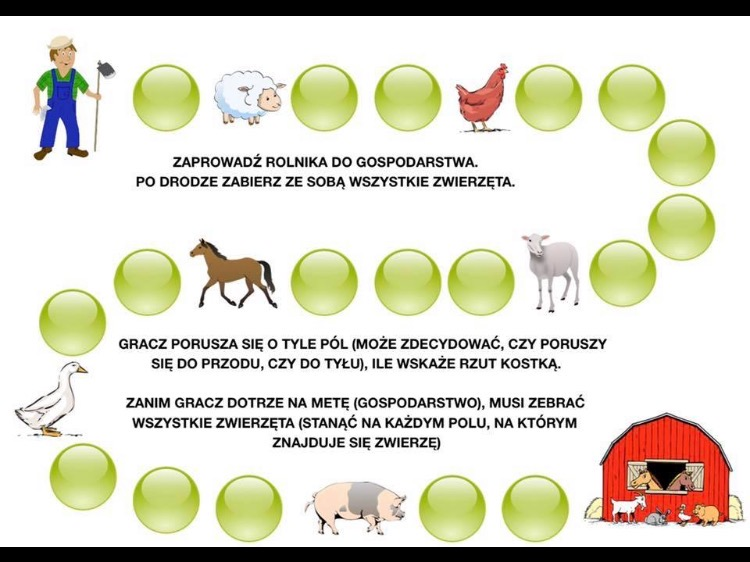 ZAPROWADŹ ROLNIKA DO GOSPODARSTWA.
PO DRODZE ZABIERZ ZE SOBĄ WSZYSTKIE ZWIERZĘTA.
GRACZ PORUSZA SIĘ O TYLE PÓL (MOŻE ZDECYDOWAĆ, CZY PORUSZY
SIĘ DO PRZODU, CZY DO TYŁU), ILE WSKAŻE RZUT KOSTKĄ.
ZANIM GRACZ DOTRZE NA METĘ (GOSPODARSTWO), MUSI ZEBRAĆ
WSZYSTKIE ZWIERZĘTA (STANĄĆ NA KAŻDYM POLU, NA KTÓRYM
ZNAJDUJE SIĘ ZWIERZĘ)